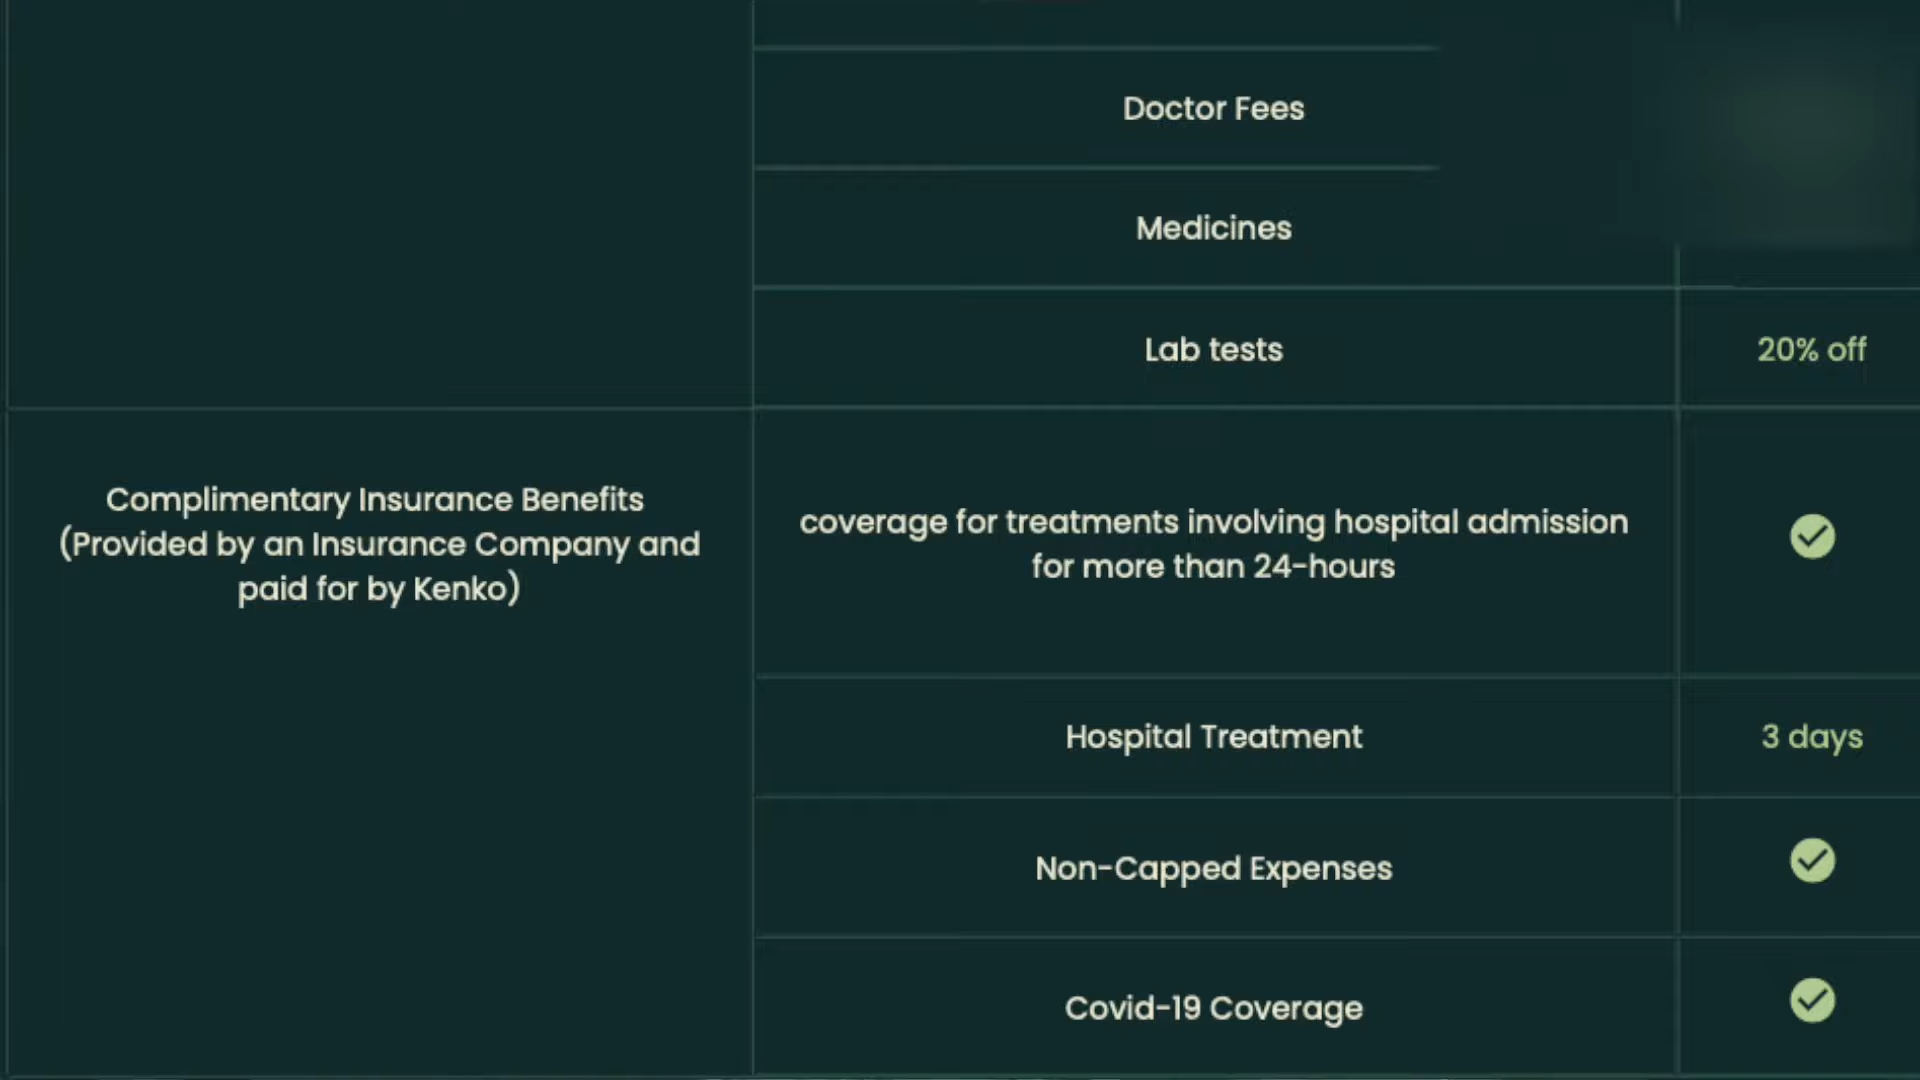 Doctor Fees
Medicines
Lab tests
20% off
Complimentary Insurance Benefits
(Provided by an Insurance Company and
paid for by Kenko)
coverage for treatments involving hospital admission
for more than 24-hours
Hospital Treatment
3 days
Non-Capped Expenses
Covid-19 Coverage